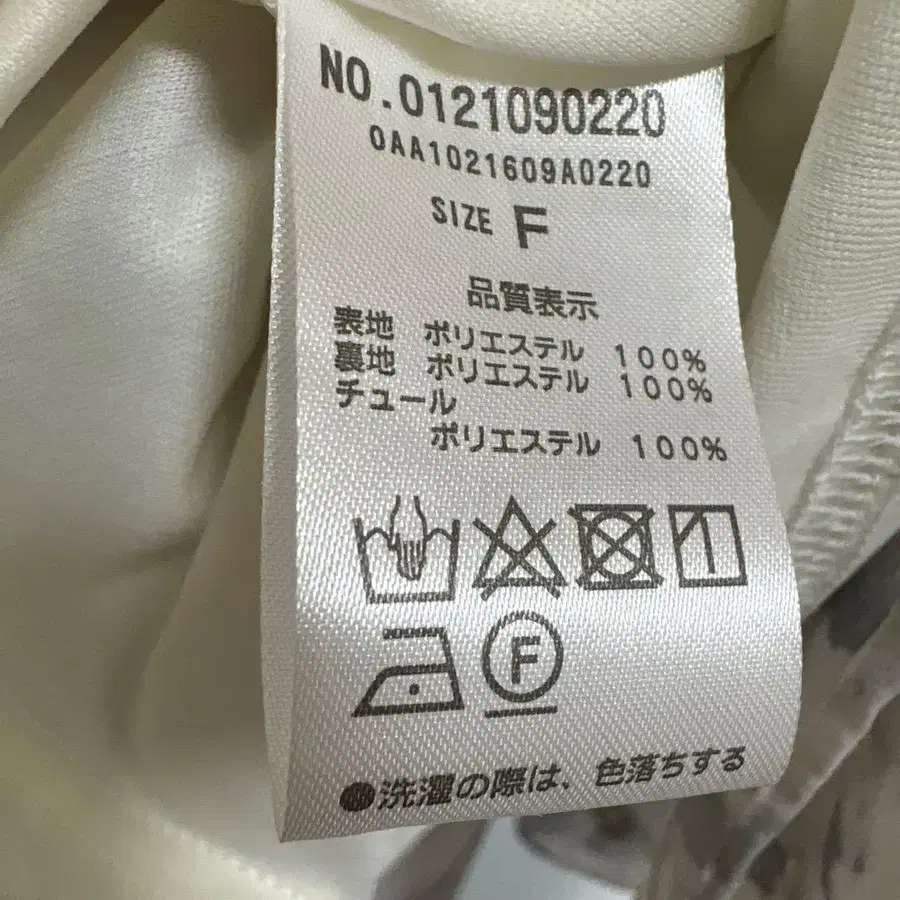 NO.0121090220
0AA1021609A0220
SIZE F
品質表示
表地 ポリエステル 100%
裏地 ポリエステル 100%
チュール
ポリエステル 100%
F
●洗濯の際は、色落ちする